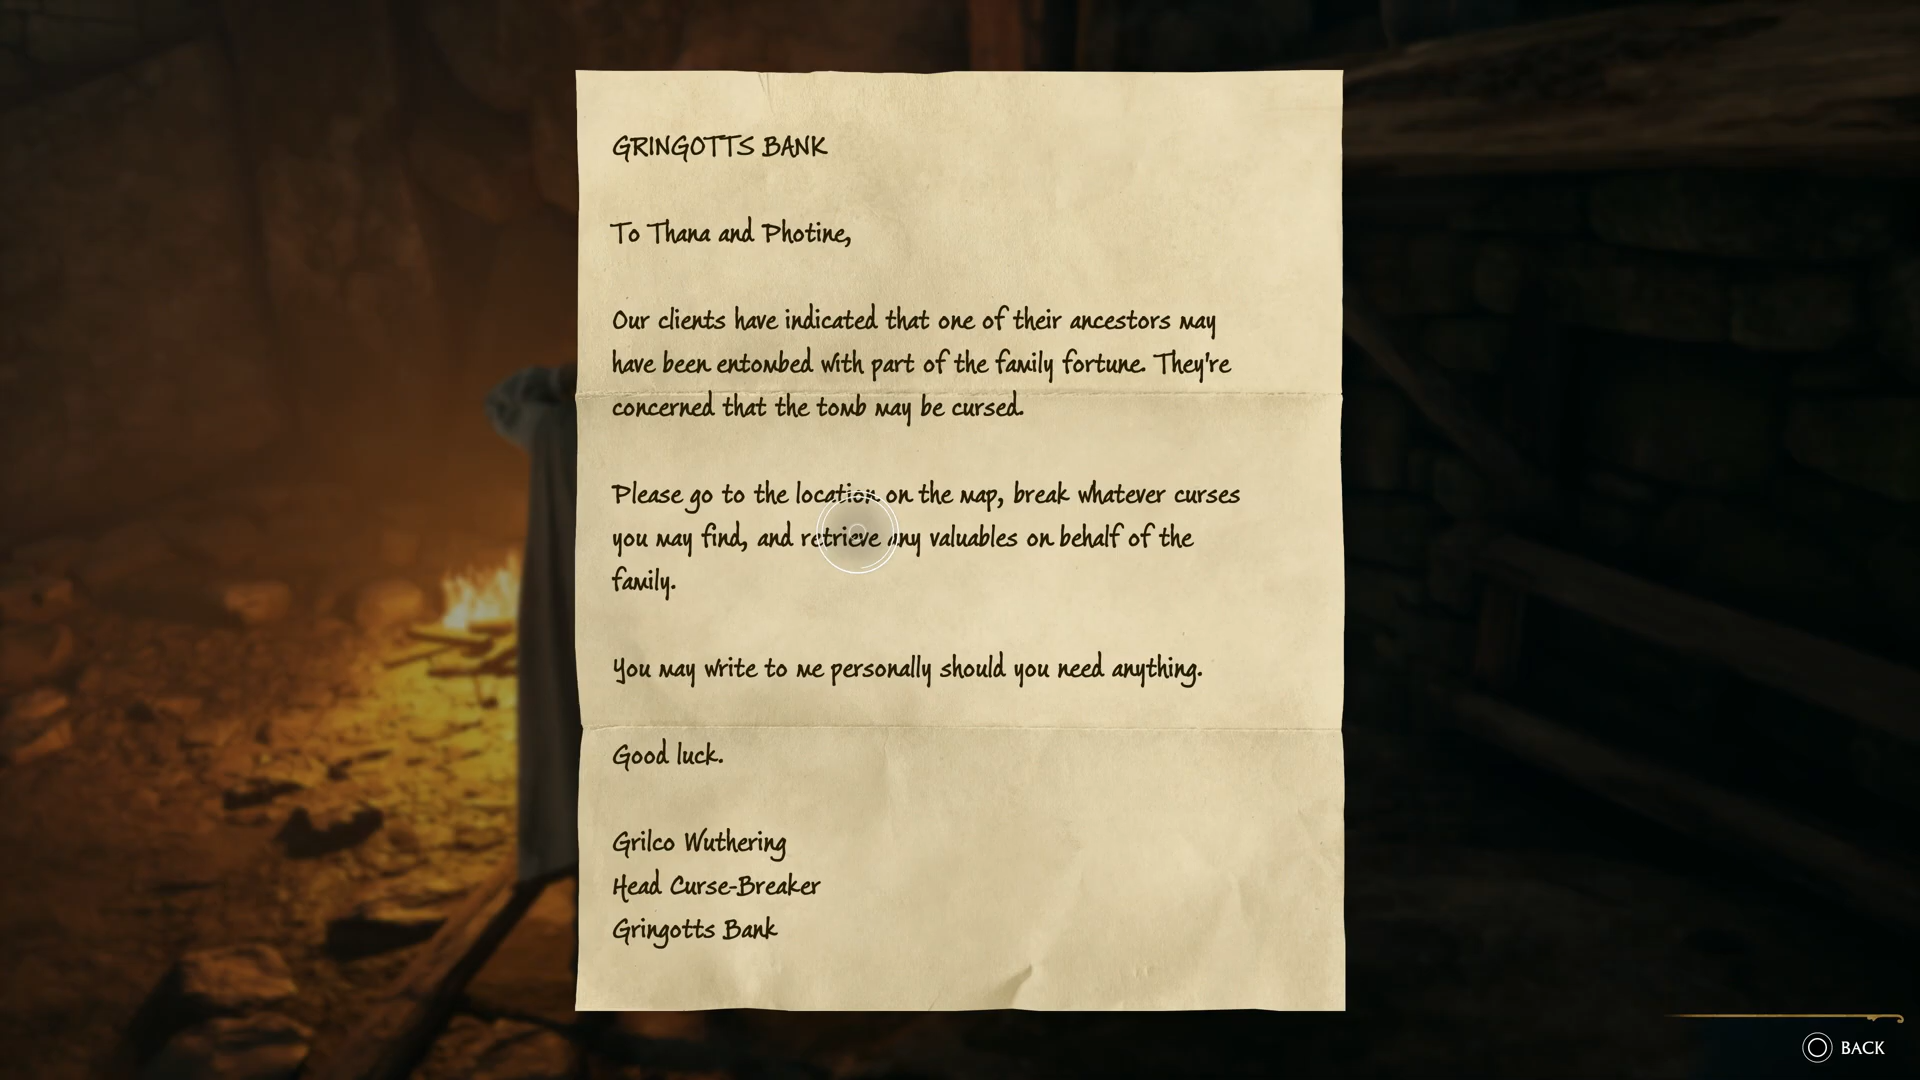 GRINGOTTS BANK
To Thana and Photine,
Our clients have indicated that one of their ancestors may
have been entombed with part of the family fortune. They're
concerned that the tomb may be cursed.
Please go to the location on the map, break whatever curses
you may find, and retrieve any valuables on behalf of the
family.
You may write to me personally should you need anything.
Good luck.
Grilco Wuthering
Head Curse-Breaker
Gringotts Bank
BACK